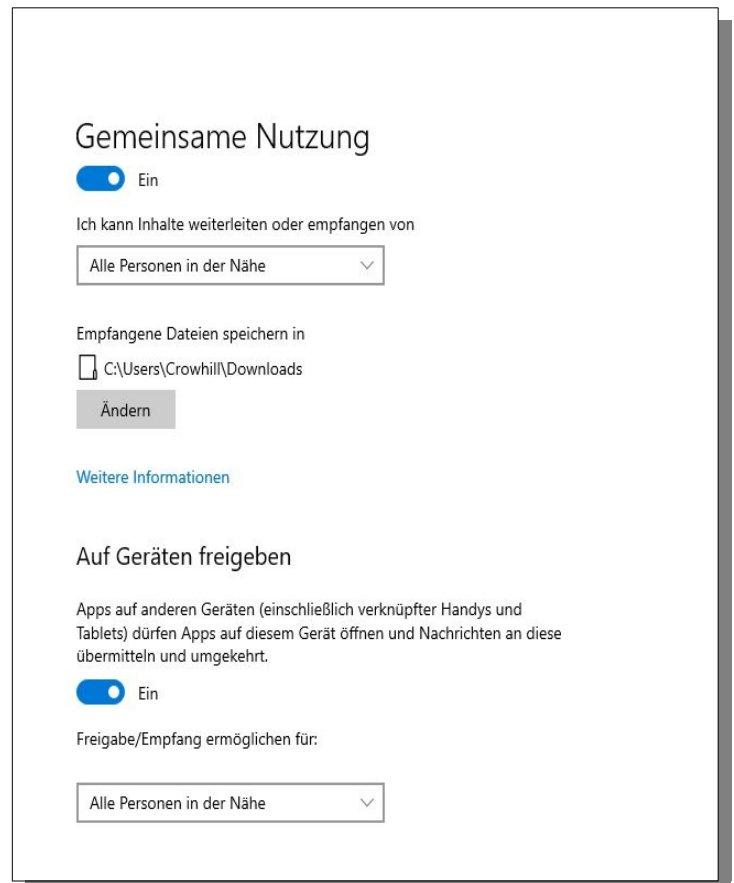 Gemeinsame Nutzung
Ein
Ich kann Inhalte weiterleiten oder empfangen von
Alle Personen in der Nähe
Empfangene Dateien speichern in
C:\Users\Crowhill\Downloads
Ändern
Weitere Informationen
Auf Geräten freigeben
Apps auf anderen Geräten (einschließlich verknüpfter Handys und
Tablets) dürfen Apps auf diesem Gerät öffnen und Nachrichten an diese
übermitteln und umgekehrt.
Ein
Freigabe/Empfang ermöglichen für:
Alle Personen in der Nähe